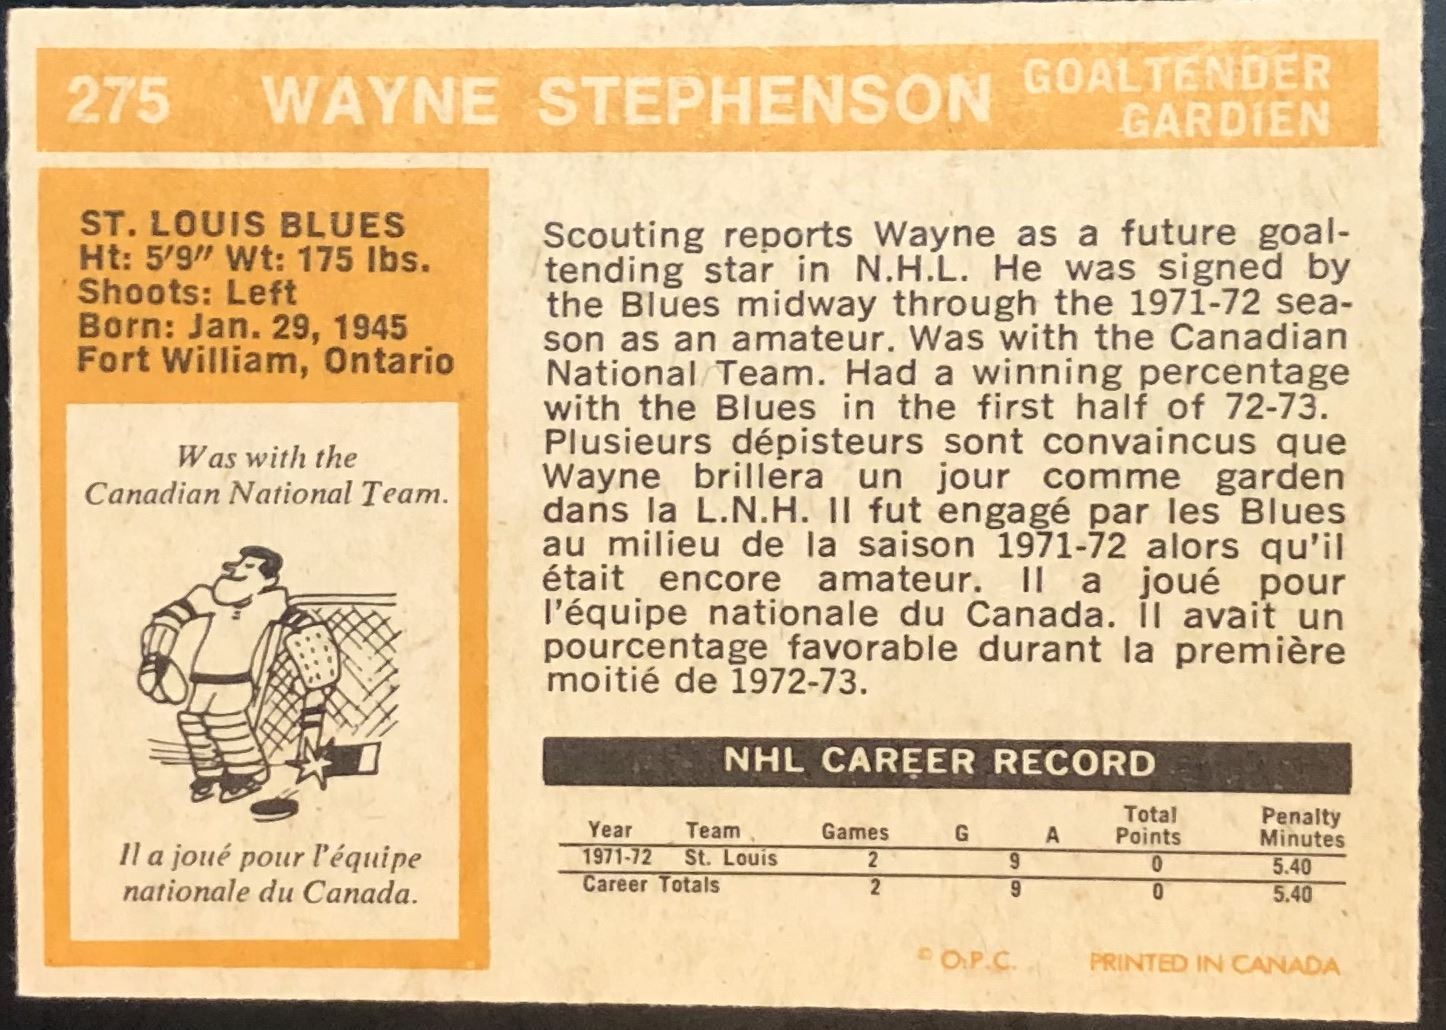 275 WAYNE STEPHENSON GOALTENDER
GARDIEN
ST. LOUIS BLUES
Ht: 5'9" Wt: 175 lbs.
Shoots: Left
Born: Jan. 29, 1945
Fort William, Ontario
Was with the
Canadian National Team.
Il a joué pour l'équipe
nationale du Canada.
Scouting reports Wayne as a future goal-
tending star in N.H.L. He was signed by
the Blues midway through the 1971-72 sea-
son as an amateur. Was with the Canadian
National Team. Had a winning percentage
with the Blues in the first half of 72-73.
Plusieurs dépisteurs sont convaincus que
Wayne brillera un jour comme garden
dans la L.N.H. Il fut engagé par les Blues
au milieu de la saison 1971-72 alors qu'il
était encore amateur. Il a joué pour
l'équipe nationale du Canada. Il avait un
pourcentage favorable durant la première
moitié de 1972-73.
NHL CAREER RECORD
Year Team Games G A Total Points Penalty Minutes
1971-72 St. Louis 2 9 0 5.40
Career Totals 2 9 0 5.40
© O.P.C. PRINTED IN CANADA